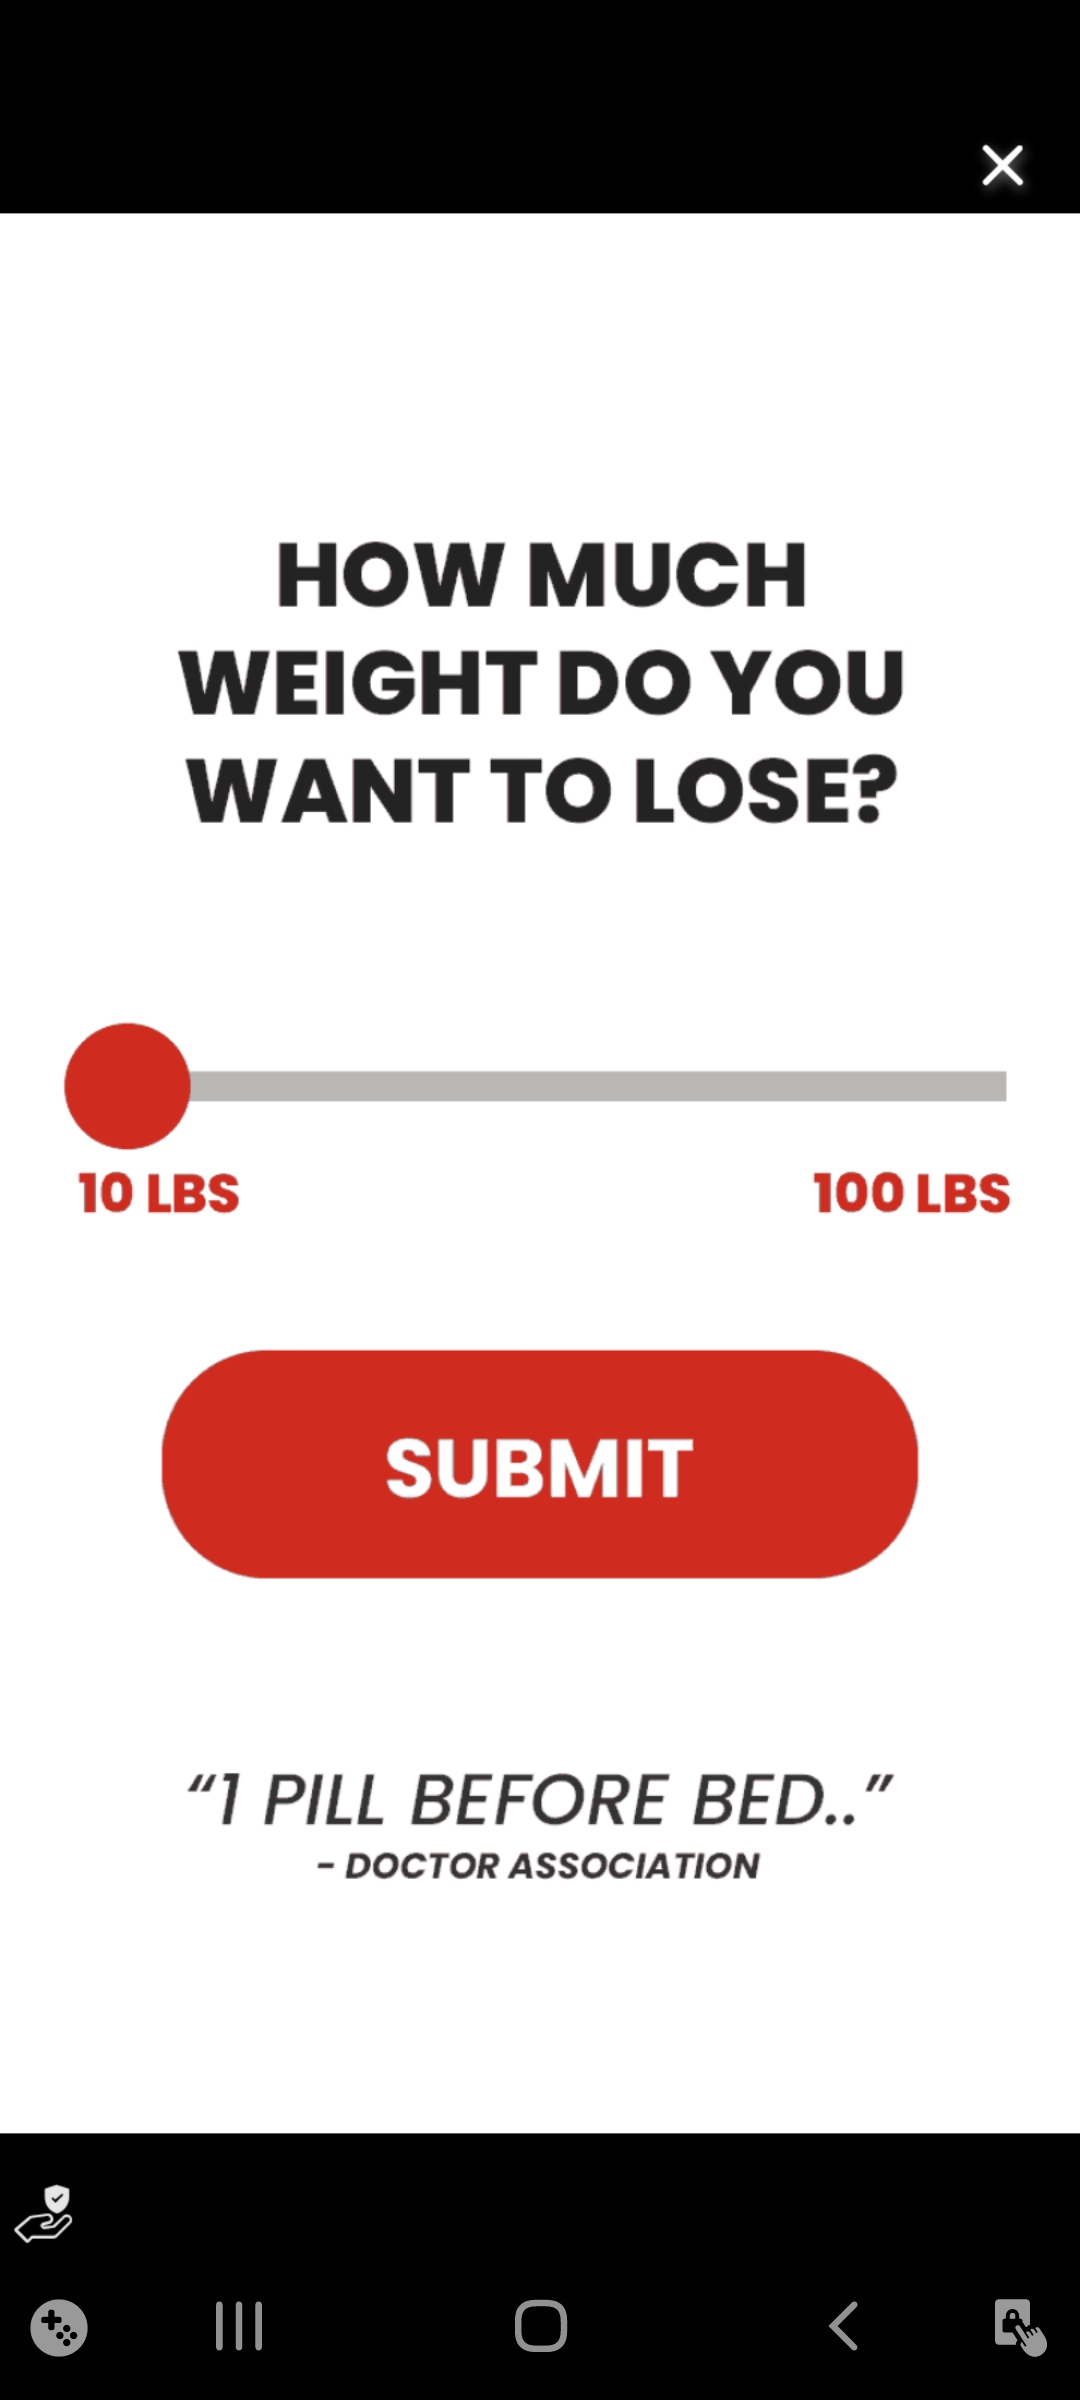 HOW MUCH
WEIGHT DO YOU
WANT TO LOSE?
10 LBS 100 LBS
SUBMIT
“1 PILL BEFORE BED..”
- DOCTOR ASSOCIATION